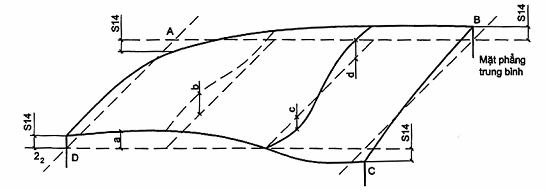 S14
A
B
S14
Mặt phẳng
trung bình
b
d
c
S14
a
S14
2₂
D
C